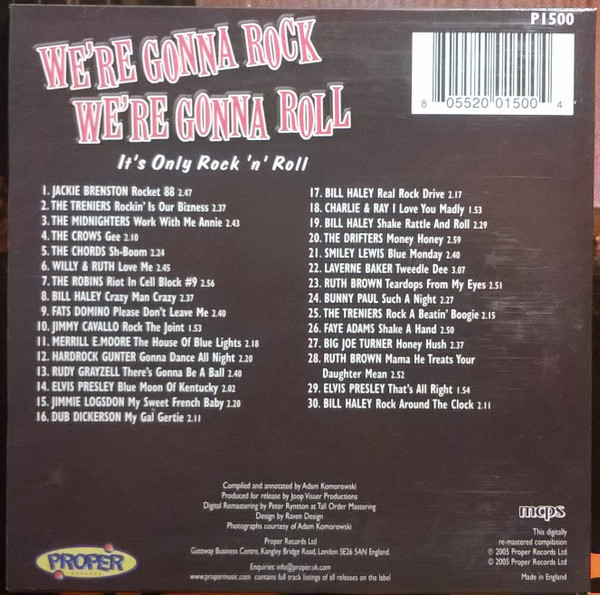 P1500
8 05520 01500 4
WE'RE GONNA ROCK
WE'RE GONNA ROLL
It's Only Rock 'n' Roll
1. JACKIE BRENSTON Rocket 88 2.47
2. THE TRENIERS Rockin' Is Our Bizness 2.37
3. THE MIDNIGHTERS Work With Me Annie 2.43
4. THE CROWS Gee 2.10
5. THE CHORDS Sh-Boom 2.24
6. WILLY & RUTH Love Me 2.45
7. THE ROBINS Riot In Cell Block #9 2.56
8. BILL HALEY Crazy Man Crazy 2.37
9. FATS DOMINO Please Don't Leave Me 2.40
10. JIMMY CAVALLO Rock The Joint 1.53
11. MERRILL E.MOORE The House Of Blue Lights 2.18
12. HARDROCK GUNTER Gonna Dance All Night 2.20
13. RUDY GRAYZELL There's Gonna Be A Ball 2.40
14. ELVIS PRESLEY Blue Moon Of Kentucky 2.02
15. JIMMIE LOGSDON My Sweet French Baby 2.20
16. DUB DICKERSON My Gal Gertie 2.11
17. BILL HALEY Real Rock Drive 2.17
18. CHARLIE & RAY I Love You Madly 1.53
19. BILL HALEY Shake Rattle And Roll 2.29
20. THE DRIFTERS Money Honey 2.59
21. SMILEY LEWIS Blue Monday 2.40
22. LAVERNE BAKER Tweedle Dee 3.07
23. RUTH BROWN Teardops From My Eyes 2.51
24. BUNNY PAUL Such A Night 2.27
25. THE TRENIERS Rock A Beatin' Boogie 2.15
26. FAYE ADAMS Shake A Hand 2.50
27. BIG JOE TURNER Honey Hush 2.37
28. RUTH BROWN Mama He Treats Your
Daughter Mean 2.52
29. ELVIS PRESLEY That's All Right 1.54
30. BILL HALEY Rock Around The Clock 2.11
Compiled and annotated by Adam Komorowski
Produced for release by Joop Visser Productions
Digital Remastering by Peter Rynston at Tall Order Mastering
Design by Raven Design
Photographs courtesy of Adam Komorowski
Proper Records Ltd
Gateway Business Centre, Kangley Bridge Road, London SE26 5AN England.
Enquiries: info@proper.uk.com
www.propermusic.com contains full track listings of all releases on the label
PROPER
RECORDS
mcps
This digitally
re-mastered compilation
℗ 2005 Proper Records Ltd
© 2005 Proper Records Ltd
Made in England